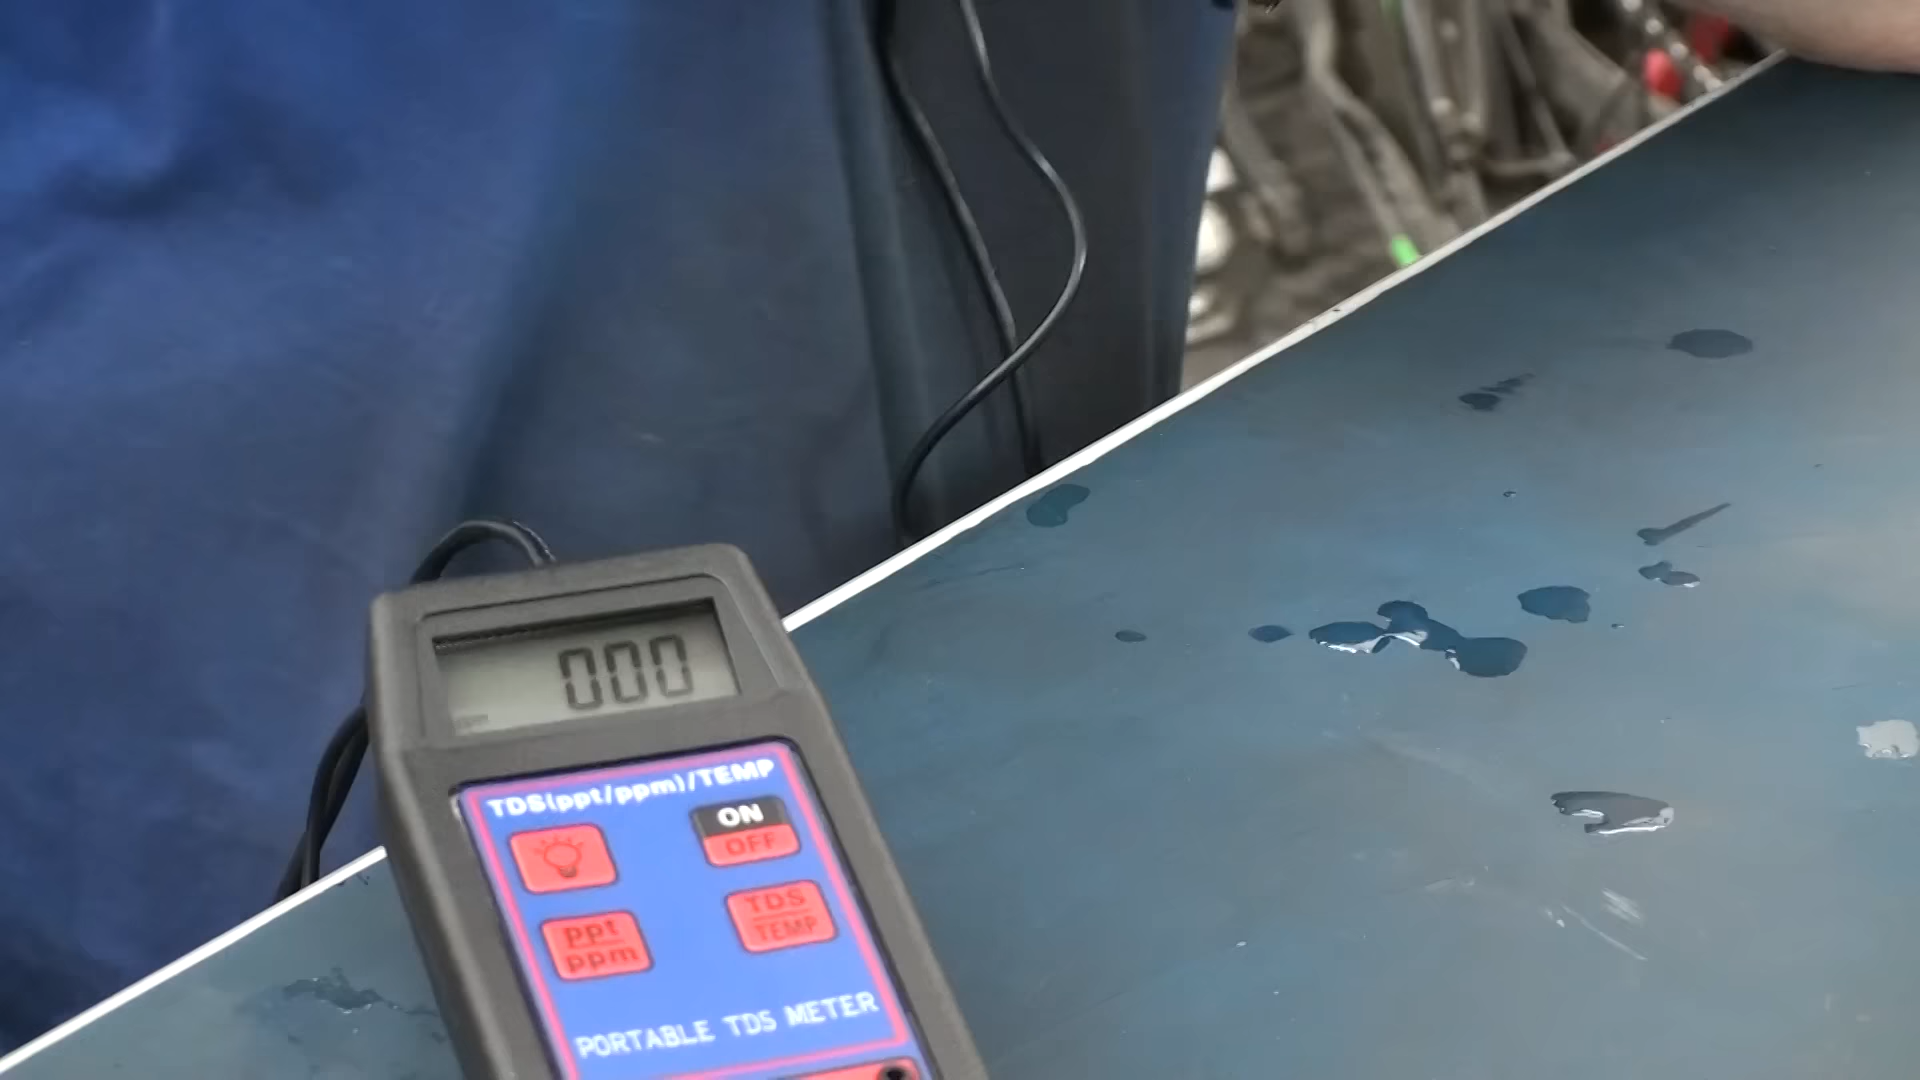 000
TDS(ppt/ppm)/TEMP
ON
OFF
TDS
TEMP
ppt
ppm
PORTABLE TDS METER